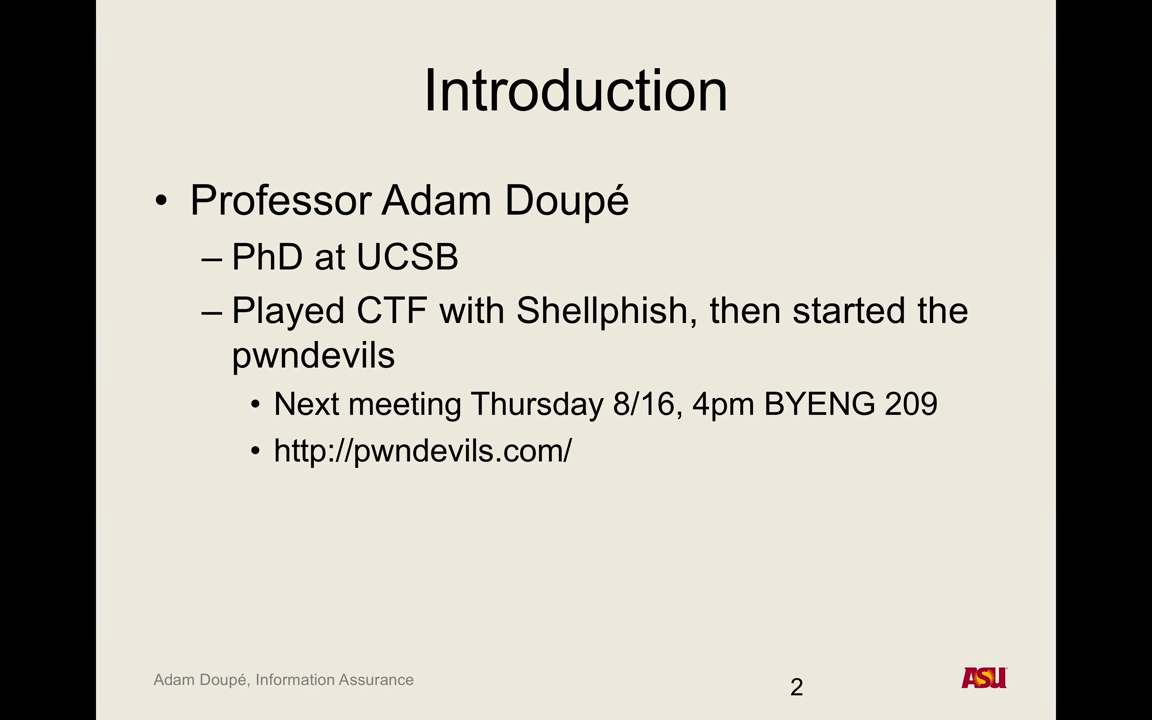 Introduction
• Professor Adam Doupé
– PhD at UCSB
– Played CTF with Shellphish, then started the
pwndevils
• Next meeting Thursday 8/16, 4pm BYENG 209
• http://pwndevils.com/
Adam Doupé, Information Assurance
2
ASU